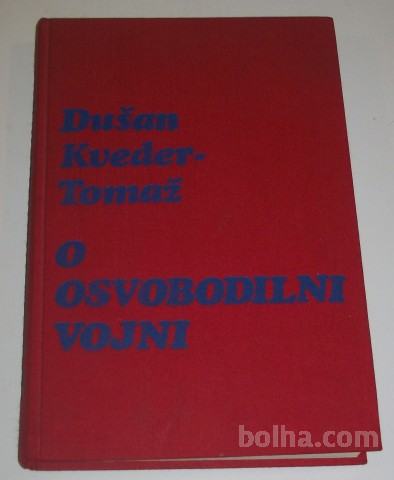 Dušan
Kveder-
Tomaž
O
OSVOBODILNI
VOJNI
bolha.com